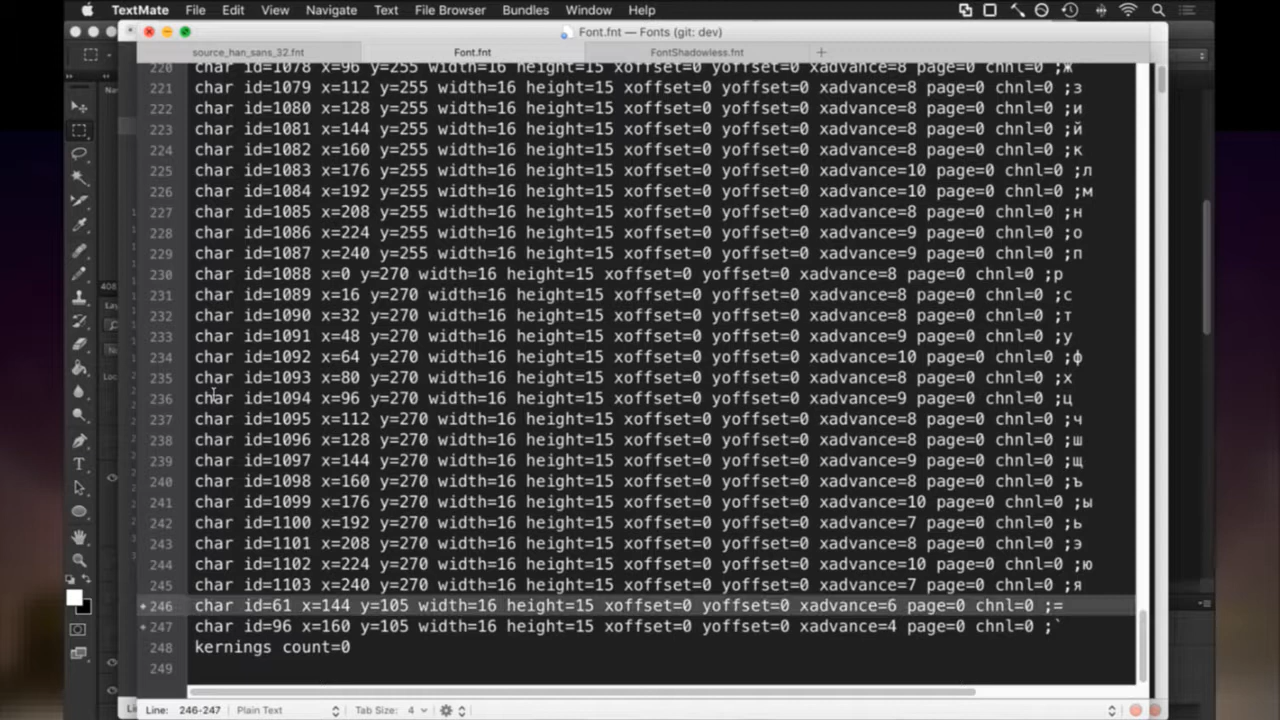 TextMate File Edit View Navigate Text File Browser Bundles Window Help
Font.fnt — Fonts (git: dev)
source_han_sans_32.fnt Font.fnt FontShadowless.fnt +
220 char id=1078 x=96 y=255 width=16 height=15 xoffset=0 yoffset=0 xadvance=8 page=0 chnl=0 ;ж
221 char id=1079 x=112 y=255 width=16 height=15 xoffset=0 yoffset=0 xadvance=8 page=0 chnl=0 ;з
222 char id=1080 x=128 y=255 width=16 height=15 xoffset=0 yoffset=0 xadvance=8 page=0 chnl=0 ;и
223 char id=1081 x=144 y=255 width=16 height=15 xoffset=0 yoffset=0 xadvance=8 page=0 chnl=0 ;й
224 char id=1082 x=160 y=255 width=16 height=15 xoffset=0 yoffset=0 xadvance=8 page=0 chnl=0 ;к
225 char id=1083 x=176 y=255 width=16 height=15 xoffset=0 yoffset=0 xadvance=10 page=0 chnl=0 ;л
226 char id=1084 x=192 y=255 width=16 height=15 xoffset=0 yoffset=0 xadvance=10 page=0 chnl=0 ;м
227 char id=1085 x=208 y=255 width=16 height=15 xoffset=0 yoffset=0 xadvance=8 page=0 chnl=0 ;н
228 char id=1086 x=224 y=255 width=16 height=15 xoffset=0 yoffset=0 xadvance=9 page=0 chnl=0 ;о
229 char id=1087 x=240 y=255 width=16 height=15 xoffset=0 yoffset=0 xadvance=9 page=0 chnl=0 ;п
230 char id=1088 x=0 y=270 width=16 height=15 xoffset=0 yoffset=0 xadvance=8 page=0 chnl=0 ;р
231 char id=1089 x=16 y=270 width=16 height=15 xoffset=0 yoffset=0 xadvance=8 page=0 chnl=0 ;с
232 char id=1090 x=32 y=270 width=16 height=15 xoffset=0 yoffset=0 xadvance=8 page=0 chnl=0 ;т
233 char id=1091 x=48 y=270 width=16 height=15 xoffset=0 yoffset=0 xadvance=9 page=0 chnl=0 ;у
234 char id=1092 x=64 y=270 width=16 height=15 xoffset=0 yoffset=0 xadvance=10 page=0 chnl=0 ;ф
235 char id=1093 x=80 y=270 width=16 height=15 xoffset=0 yoffset=0 xadvance=8 page=0 chnl=0 ;х
236 char id=1094 x=96 y=270 width=16 height=15 xoffset=0 yoffset=0 xadvance=9 page=0 chnl=0 ;ц
237 char id=1095 x=112 y=270 width=16 height=15 xoffset=0 yoffset=0 xadvance=8 page=0 chnl=0 ;ч
238 char id=1096 x=128 y=270 width=16 height=15 xoffset=0 yoffset=0 xadvance=8 page=0 chnl=0 ;ш
239 char id=1097 x=144 y=270 width=16 height=15 xoffset=0 yoffset=0 xadvance=9 page=0 chnl=0 ;щ
240 char id=1098 x=160 y=270 width=16 height=15 xoffset=0 yoffset=0 xadvance=8 page=0 chnl=0 ;ъ
241 char id=1099 x=176 y=270 width=16 height=15 xoffset=0 yoffset=0 xadvance=10 page=0 chnl=0 ;ы
242 char id=1100 x=192 y=270 width=16 height=15 xoffset=0 yoffset=0 xadvance=7 page=0 chnl=0 ;ь
243 char id=1101 x=208 y=270 width=16 height=15 xoffset=0 yoffset=0 xadvance=8 page=0 chnl=0 ;э
244 char id=1102 x=224 y=270 width=16 height=15 xoffset=0 yoffset=0 xadvance=10 page=0 chnl=0 ;ю
245 char id=1103 x=240 y=270 width=16 height=15 xoffset=0 yoffset=0 xadvance=7 page=0 chnl=0 ;я
246 char id=61 x=144 y=105 width=16 height=15 xoffset=0 yoffset=0 xadvance=6 page=0 chnl=0 ;=
247 char id=96 x=160 y=105 width=16 height=15 xoffset=0 yoffset=0 xadvance=4 page=0 chnl=0 ;`
248 kernings count=0
249
Line: 246-247 Plain Text Tab Size: 4